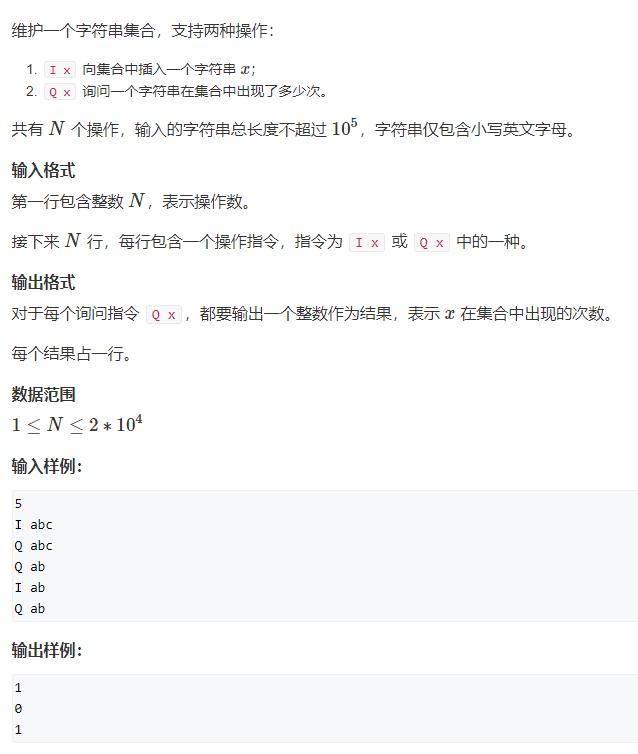 维护一个字符串集合，支持两种操作：
1. I x 向集合中插入一个字符串 x；
2. Q x 询问一个字符串在集合中出现了多少次。
共有 N 个操作，输入的字符串总长度不超过 10^5，字符串仅包含小写英文字母。
输入格式
第一行包含整数 N，表示操作数。
接下来 N 行，每行包含一个操作指令，指令为 I x 或 Q x 中的一种。
输出格式
对于每个询问指令 Q x，都要输出一个整数作为结果，表示 x 在集合中出现的次数。
每个结果占一行。
数据范围
1 ≤ N ≤ 2 * 10^4
输入样例：
5
I abc
Q abc
Q ab
I ab
Q ab
输出样例：
1
0
1